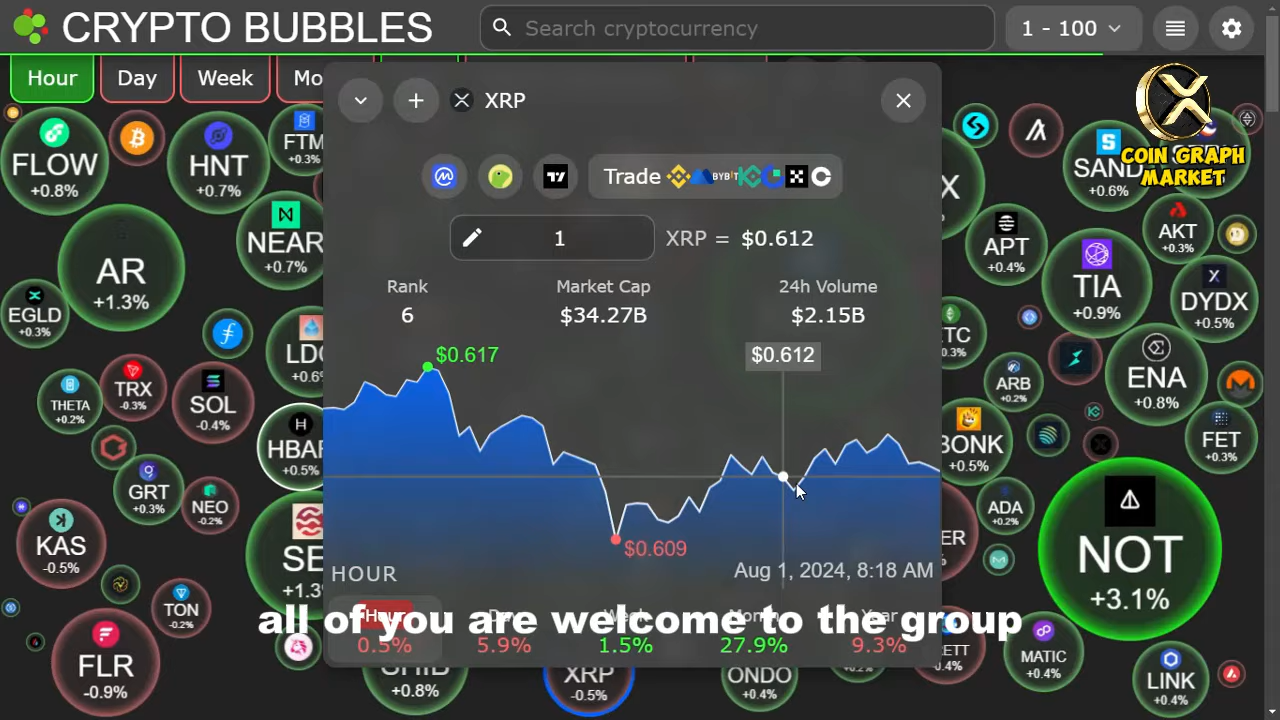 CRYPTO BUBBLES
Search cryptocurrency
1 - 100
Hour
Day
Week
XRP
Trade
BYBIT
1
XRP = $0.612
Rank
Market Cap
24h Volume
6
$34.27B
$2.15B
$0.617
$0.612
$0.609
HOUR
Aug 1, 2024, 8:18 AM
all of you are welcome to the group
Hour
0.5%
5.9%
1.5%
27.9%
9.3%
COIN GRAPH
MARKET
FLOW
+0.8%
HNT
+0.7%
FTM
+0.3%
NEAR
+0.7%
AR
+1.3%
EGLD
+0.3%
TRX
-0.3%
THETA
+0.2%
SOL
-0.4%
GRT
+0.3%
NEO
-0.2%
KAS
-0.5%
TON
-0.2%
FLR
-0.9%
+0.5%
+0.8%
XRP
-0.5%
ONDO
+0.4%
SAND
+0.6%
APT
+0.4%
AKT
+0.3%
TIA
+0.9%
DYDX
+0.5%
ARB
+0.2%
ENA
+0.8%
BONK
+0.5%
FET
+0.3%
ADA
+0.2%
NOT
+3.1%
MATIC
+0.4%
LINK
+0.4%